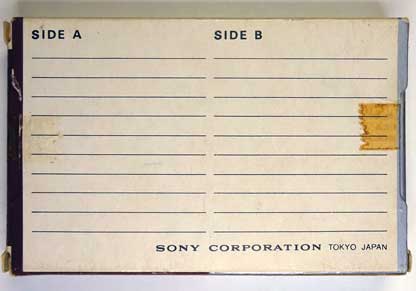 SIDE A SIDE B
SONY CORPORATION TOKYO JAPAN